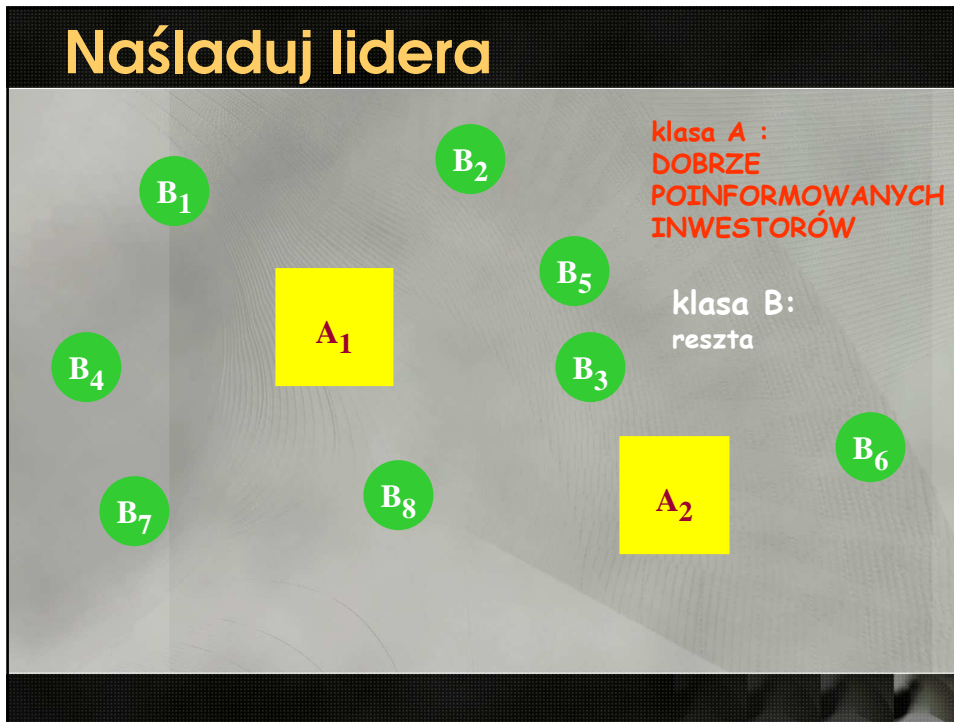 Naśladuj lidera
klasa A :
DOBRZE
POINFORMOWANYCH
INWESTORÓW
klasa B:
reszta
B₁
B₂
B₅
A₁
B₄
B₃
B₆
A₂
B₇
B₈